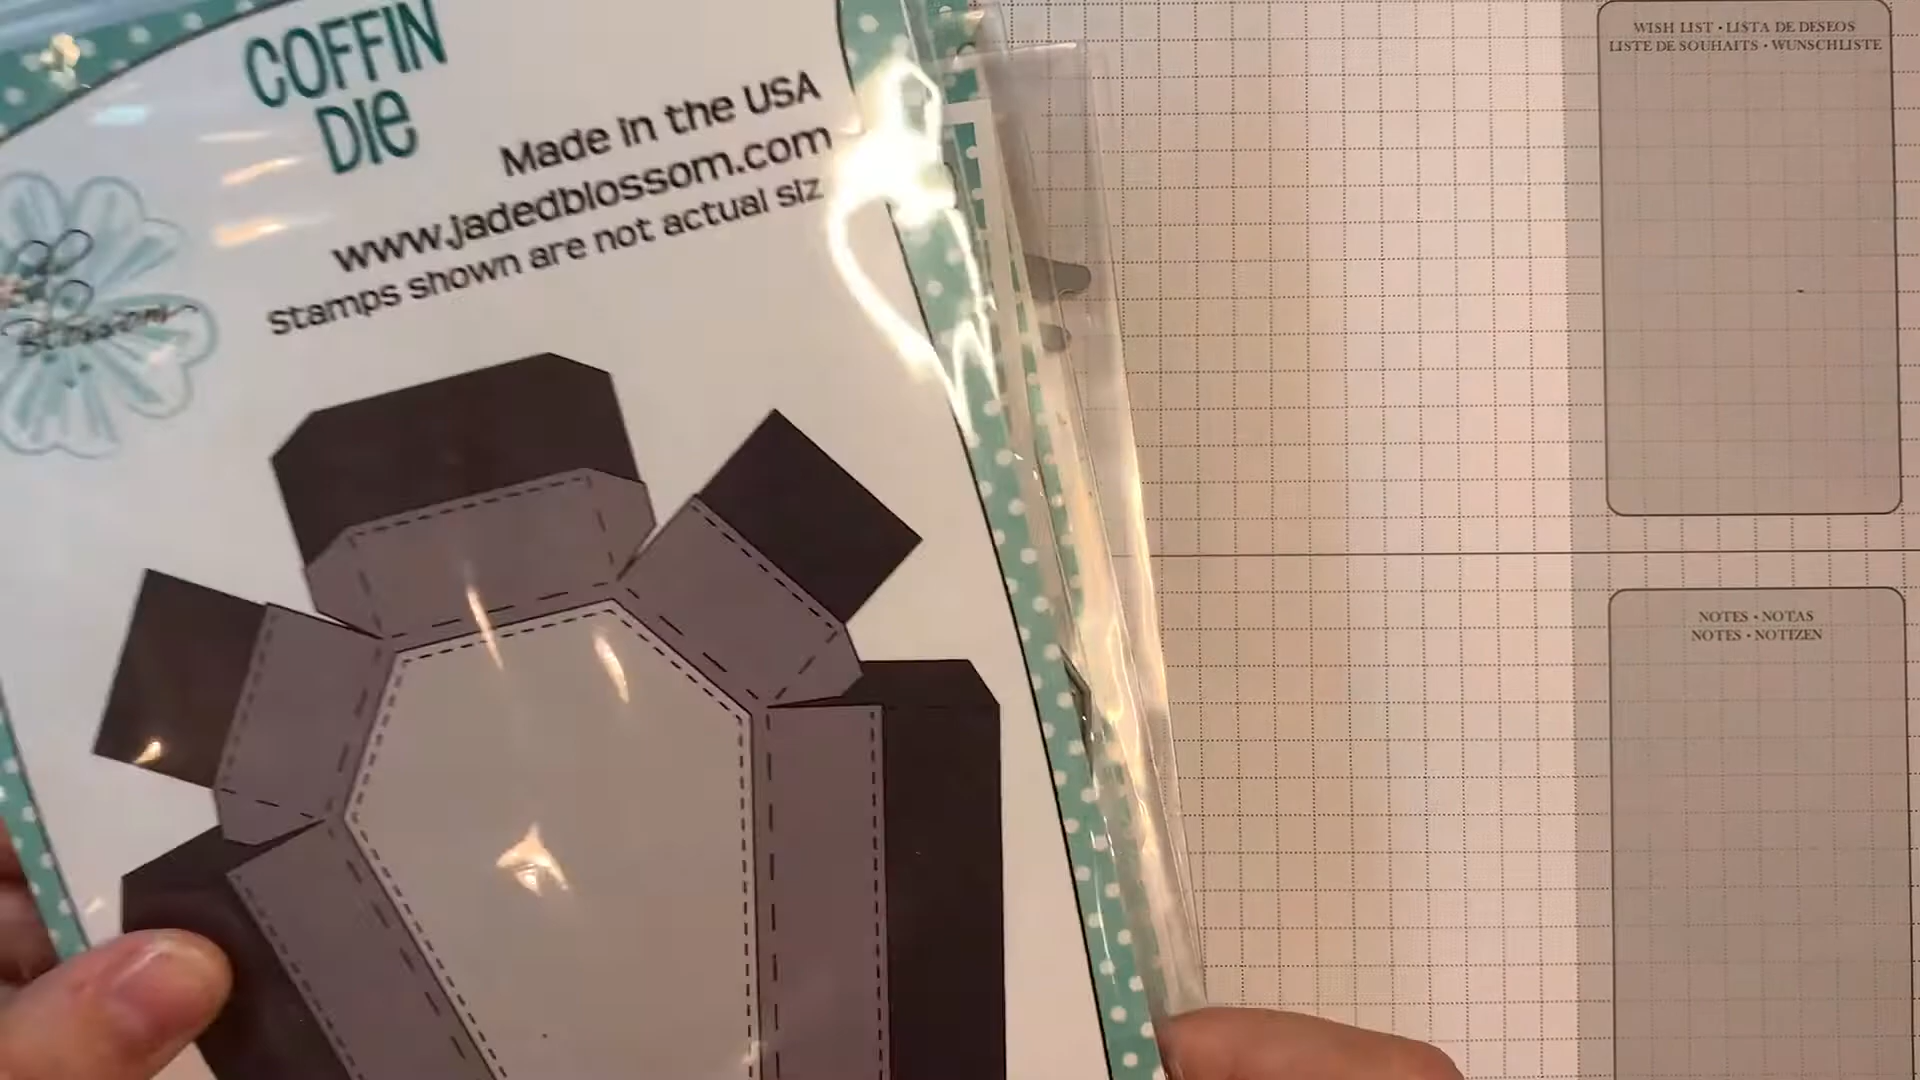 COFFIN
DIE
Made in the USA
www.jadedblossom.com
Stamps shown are not actual siz
Blossom
WISH LIST • LISTA DE DESEOS
LISTE DE SOUHAITS • WUNSCHLISTE
NOTES • NOTAS
NOTES • NOTIZEN